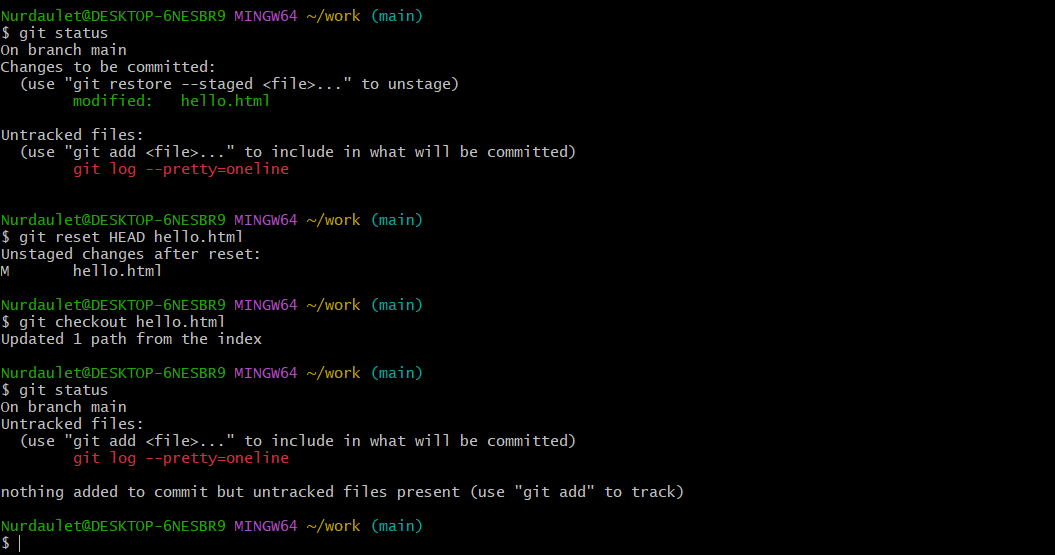 Nurdaulet@DESKTOP-6NESBR9 MINGW64 ~/work (main)
$ git status
On branch main
Changes to be committed:
  (use "git restore --staged <file>..." to unstage)
        modified:   hello.html

Untracked files:
  (use "git add <file>..." to include in what will be committed)
        git log --pretty=oneline


Nurdaulet@DESKTOP-6NESBR9 MINGW64 ~/work (main)
$ git reset HEAD hello.html
Unstaged changes after reset:
M       hello.html

Nurdaulet@DESKTOP-6NESBR9 MINGW64 ~/work (main)
$ git checkout hello.html
Updated 1 path from the index

Nurdaulet@DESKTOP-6NESBR9 MINGW64 ~/work (main)
$ git status
On branch main
Untracked files:
  (use "git add <file>..." to include in what will be committed)
        git log --pretty=oneline

nothing added to commit but untracked files present (use "git add" to track)

Nurdaulet@DESKTOP-6NESBR9 MINGW64 ~/work (main)
$